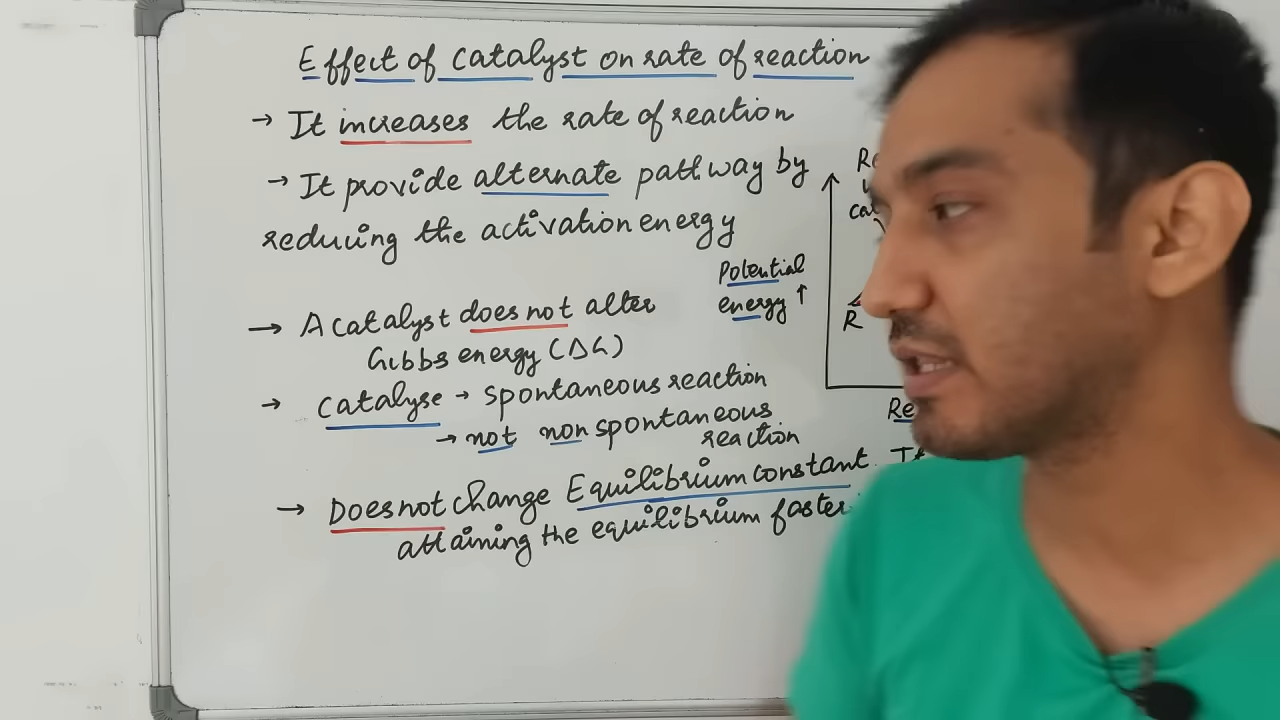 Effect of catalyst on rate of reaction
→ It increases the rate of reaction
→ It provide alternate pathway by
reducing the activation energy
→ A catalyst does not alter
Gibbs energy (ΔG)
→ catalyse → spontaneous reaction
→ not non spontaneous
reaction
→ Does not change Equilibrium constant. It
attaining the equilibrium faster
Potential
energy ↑
R